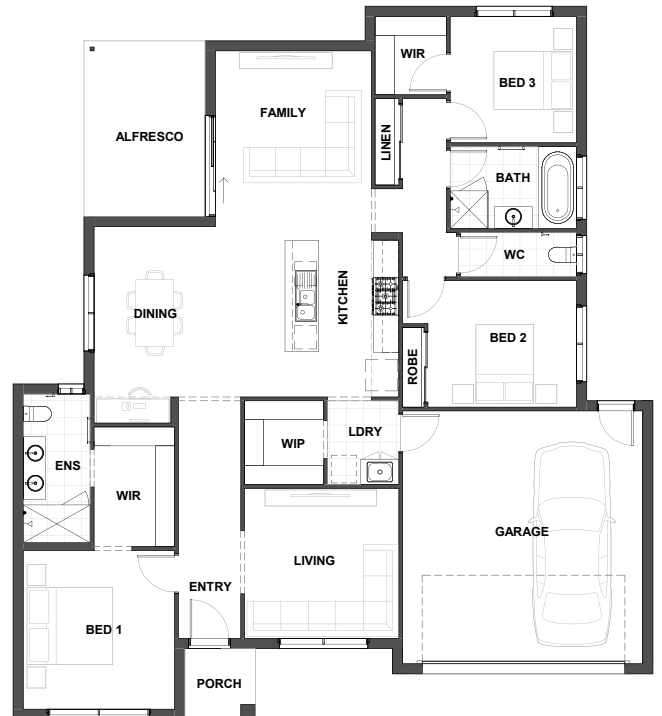 WIR
BED 3
FAMILY
ALFRESCO
LINEN
BATH
WC
KITCHEN
DINING
BED 2
ROBE
WIP
LDRY
ENS
WIR
GARAGE
LIVING
ENTRY
BED 1
PORCH